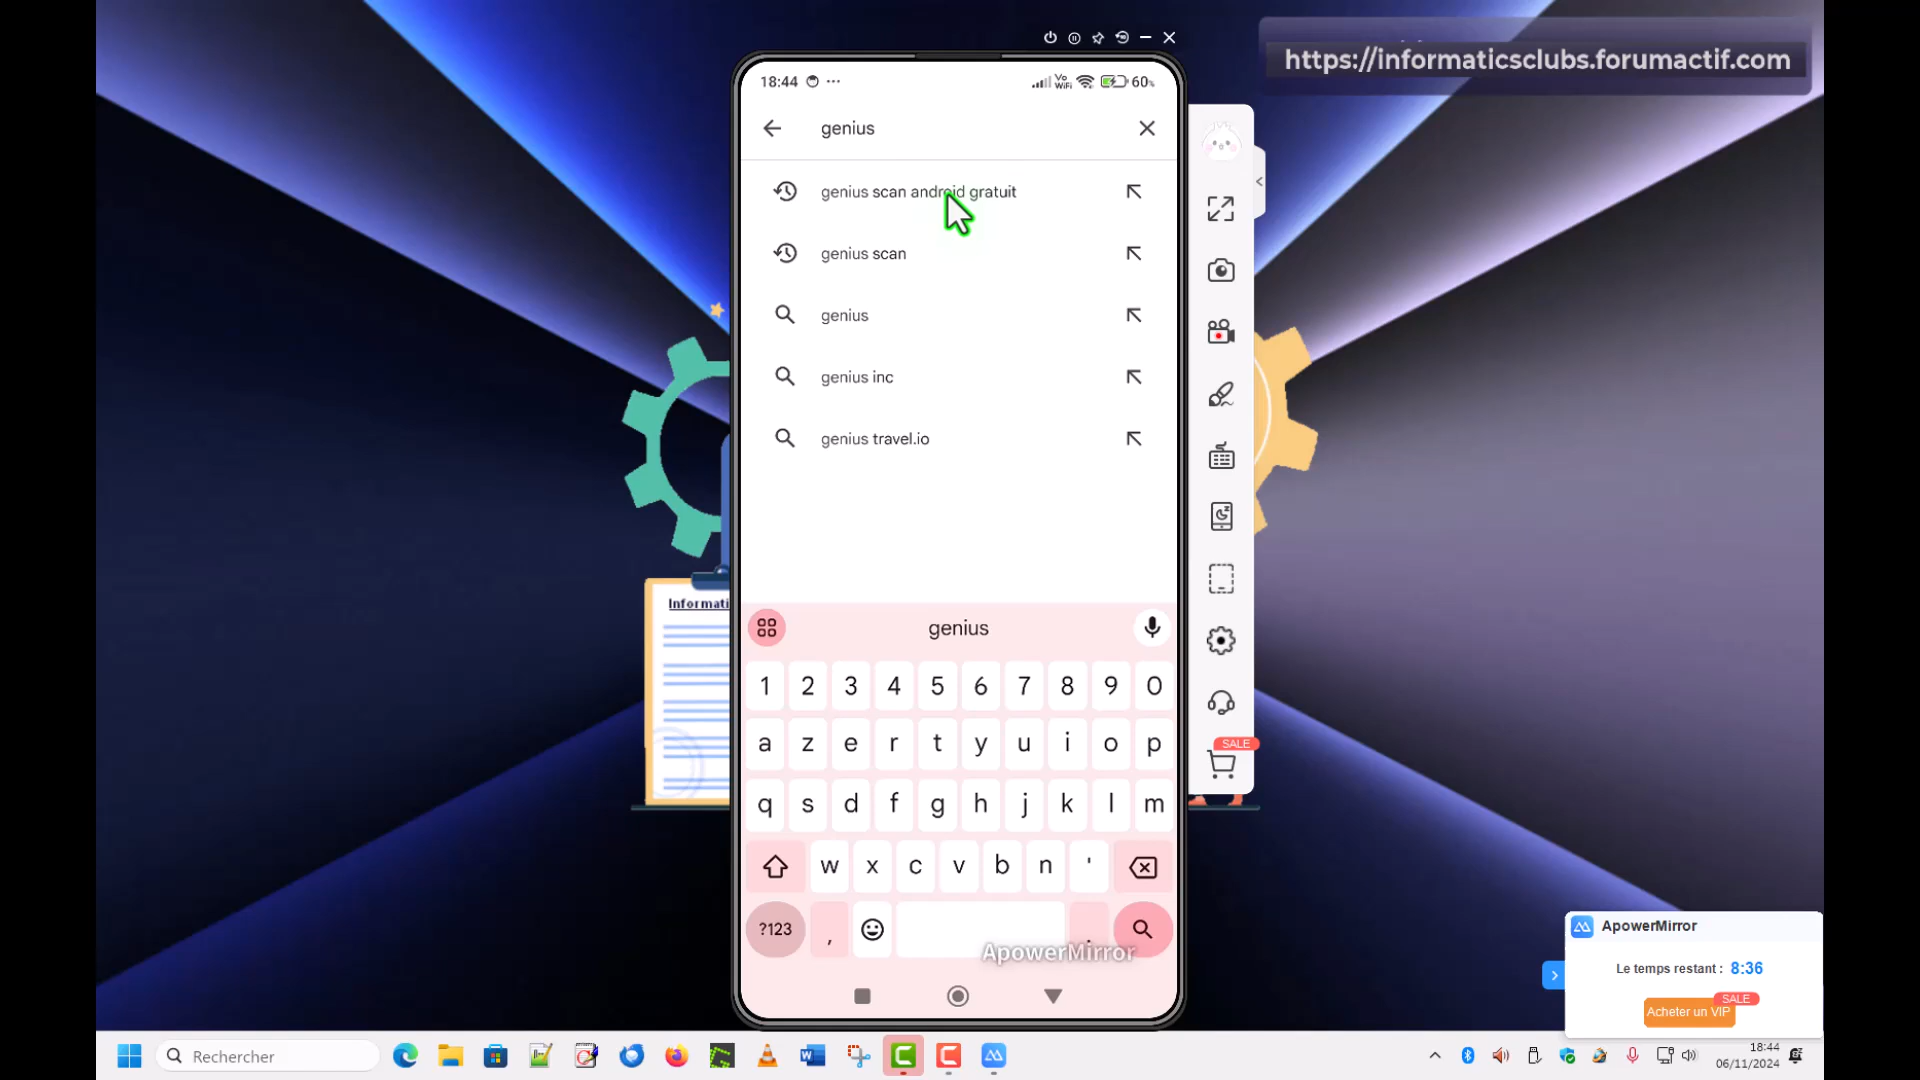 https://informaticsclubs.forumactif.com
18:44
Vo
WiFi
60%
genius
genius scan android gratuit
genius scan
genius
genius inc
genius travel.io
Informati
genius
1 2 3 4 5 6 7 8 9 0
a z e r t y u i o p
q s d f g h j k l m
w x c v b n '
?123 , .
ApowerMirror
SALE
ApowerMirror
Le temps restant : 8:36
SALE
Acheter un VIP
Rechercher
18:44
06/11/2024